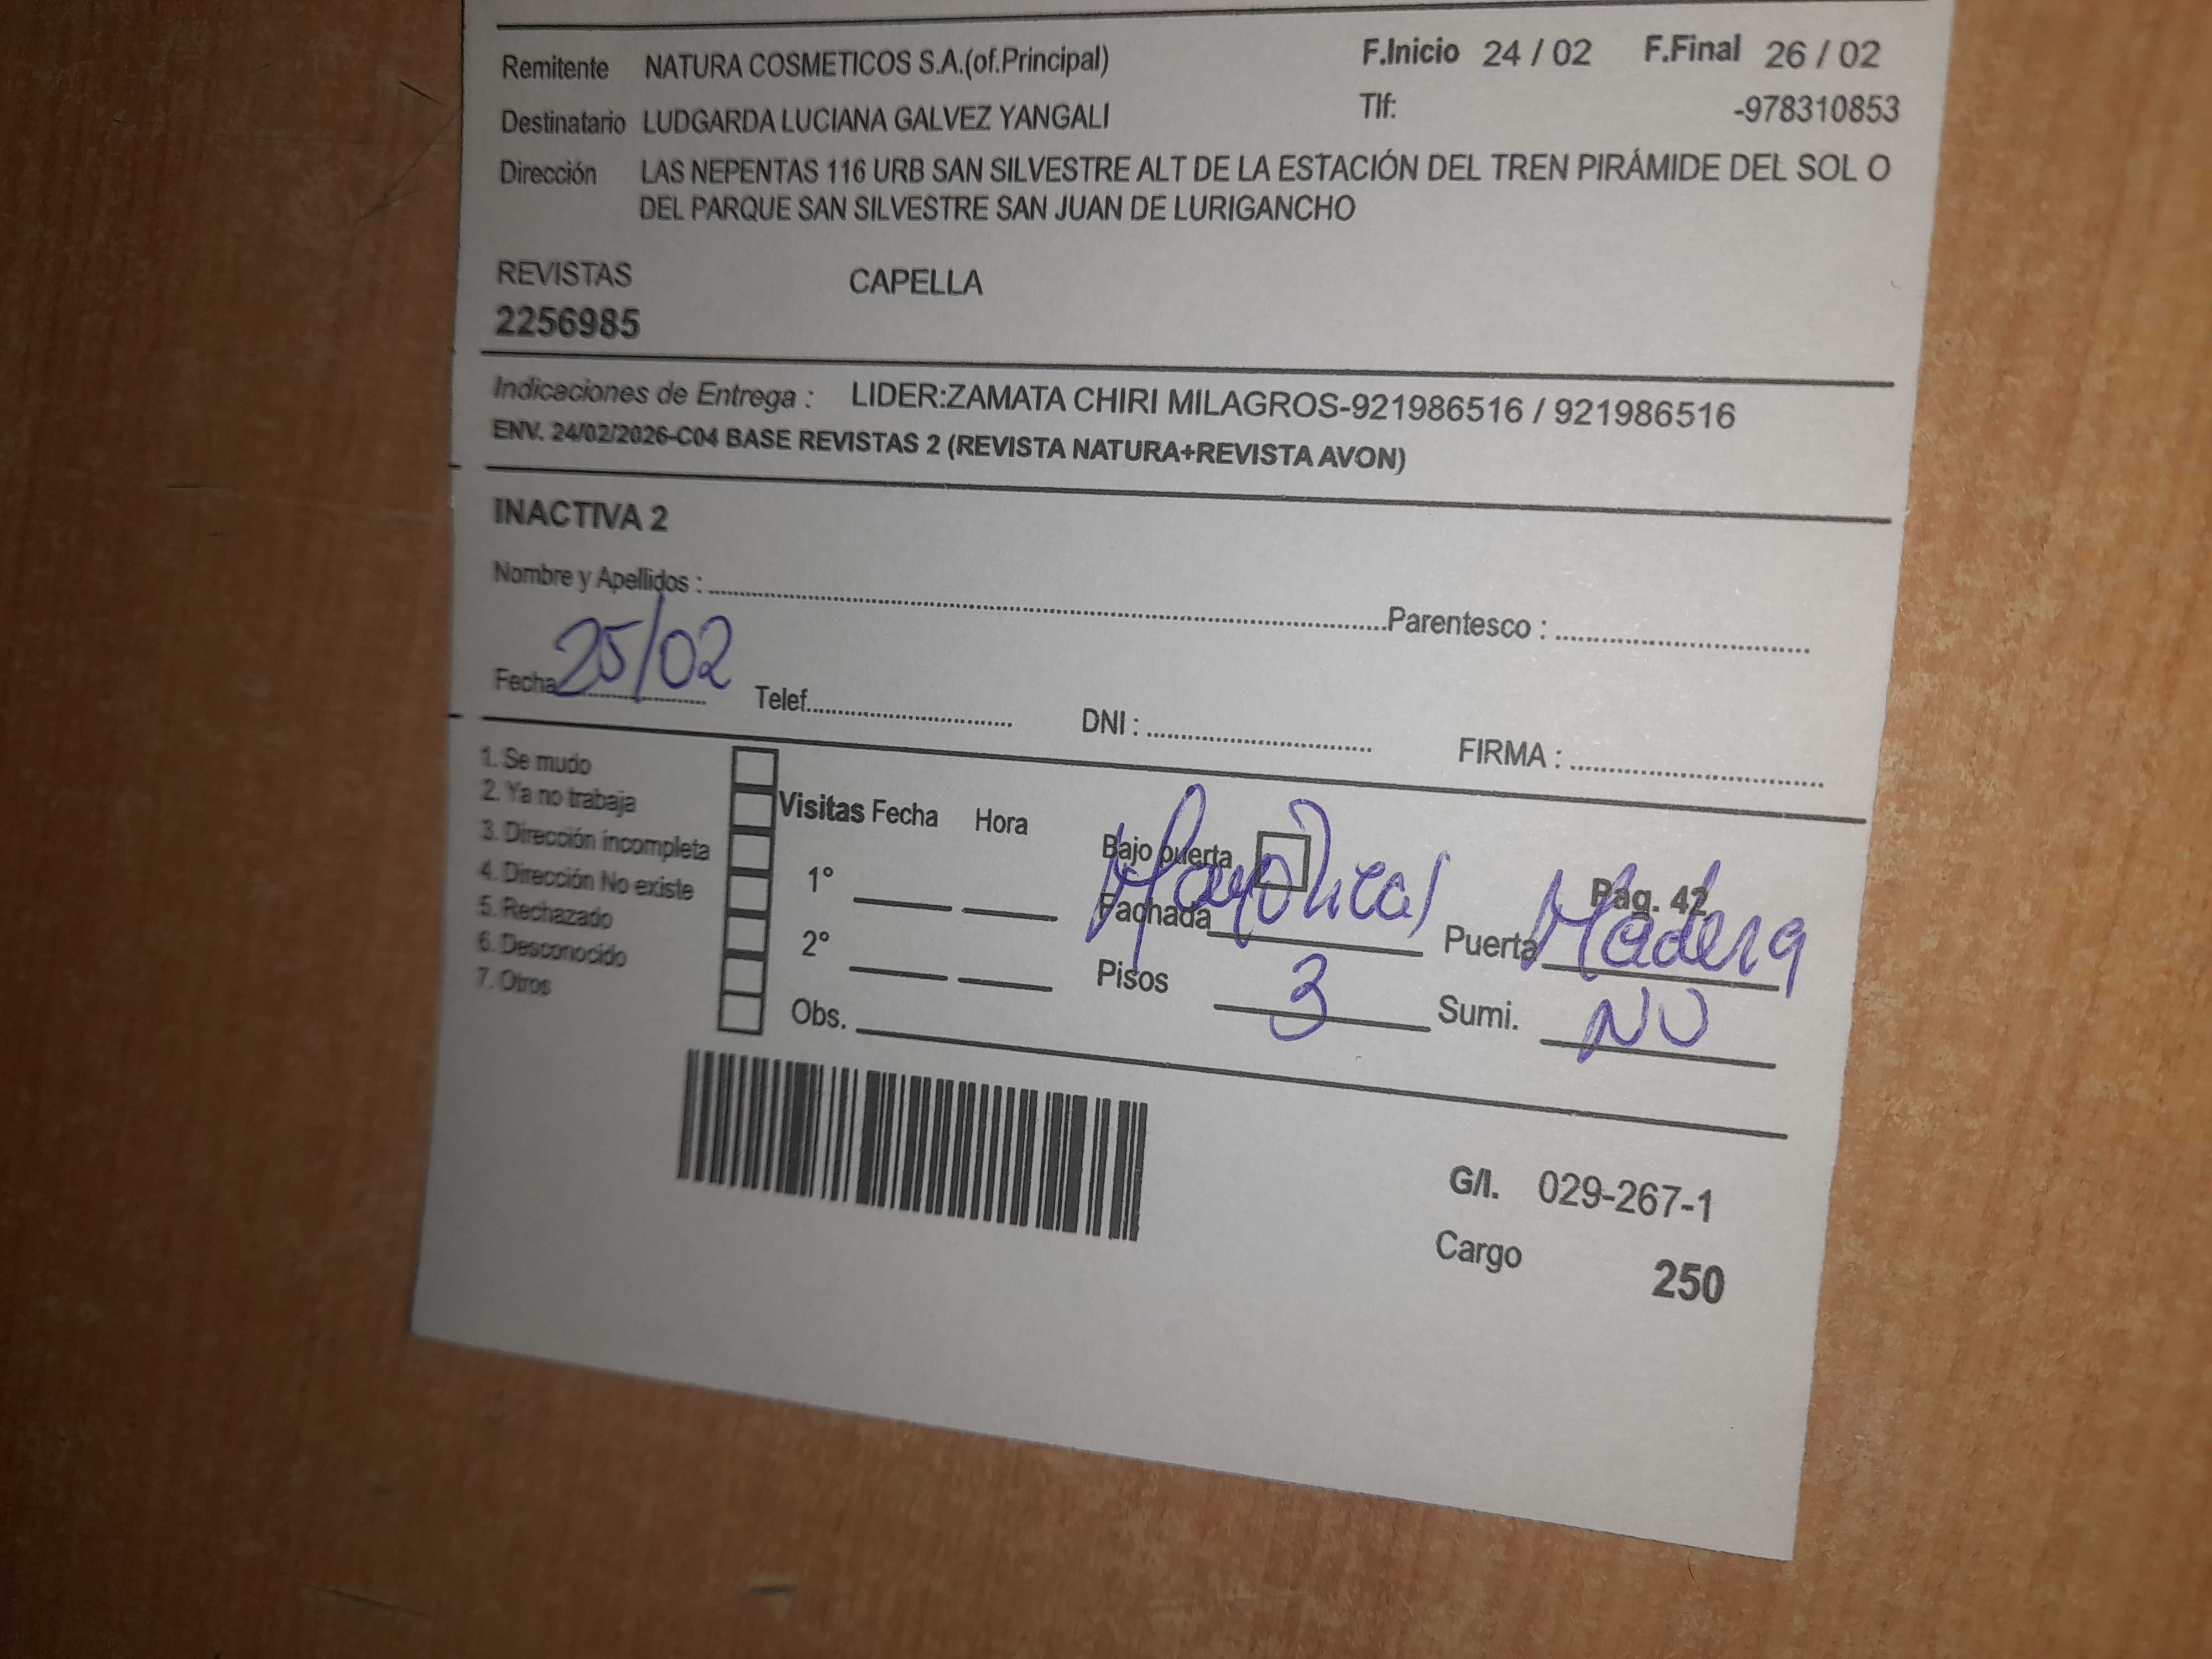 Remitente NATURA COSMETICOS S.A.(of.Principal) F.Inicio 24 / 02 F.Final 26 / 02
Destinatario LUDGARDA LUCIANA GALVEZ YANGALI Tlf: -978310853
Dirección LAS NEPENTAS 116 URB SAN SILVESTRE ALT DE LA ESTACIÓN DEL TREN PIRÁMIDE DEL SOL O
DEL PARQUE SAN SILVESTRE SAN JUAN DE LURIGANCHO
REVISTAS CAPELLA
2256985
Indicaciones de Entrega : LIDER:ZAMATA CHIRI MILAGROS-921986516 / 921986516
ENV. 24/02/2026-C04 BASE REVISTAS 2 (REVISTA NATURA+REVISTA AVON)
INACTIVA 2
Nombre y Apellidos : Parentesco :
Fecha 25/02 Telef. DNI : FIRMA :
1. Se mudo
2. Ya no trabaja
3. Dirección incompleta
4. Dirección No existe
5. Rechazado
6. Desconocido
7. Otros
Visitas Fecha Hora
1°
2°
Obs.
Bajo puerta Pag. 42
Fachada Puerta Madera
Pisos 3 Sumi. NO
G/I. 029-267-1
Cargo 250